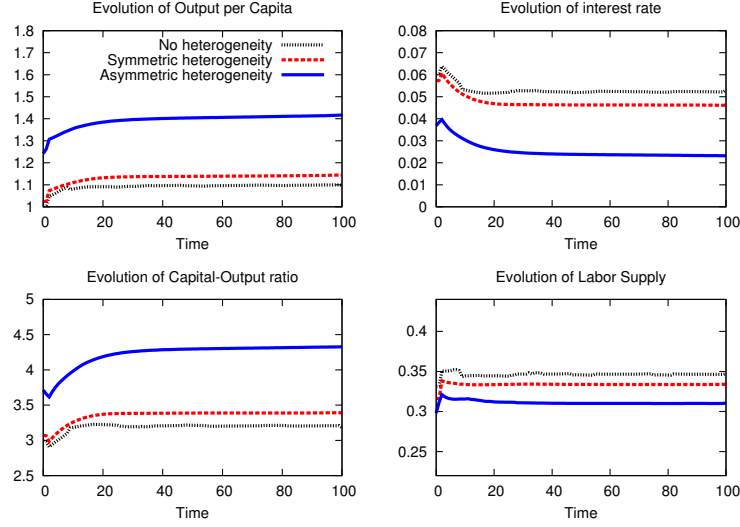 Evolution of Output per Capita
1.8
1.7
1.6
1.5
1.4
1.3
1.2
1.1
1
No heterogeneity
Symmetric heterogeneity
Asymmetric heterogeneity
0 20 40 60 80 100
Time
Evolution of interest rate
0.08
0.07
0.06
0.05
0.04
0.03
0.02
0.01
0
0 20 40 60 80 100
Time
Evolution of Capital-Output ratio
5
4.5
4
3.5
3
2.5
0 20 40 60 80 100
Time
Evolution of Labor Supply
0.4
0.35
0.3
0.25
0 20 40 60 80 100
Time